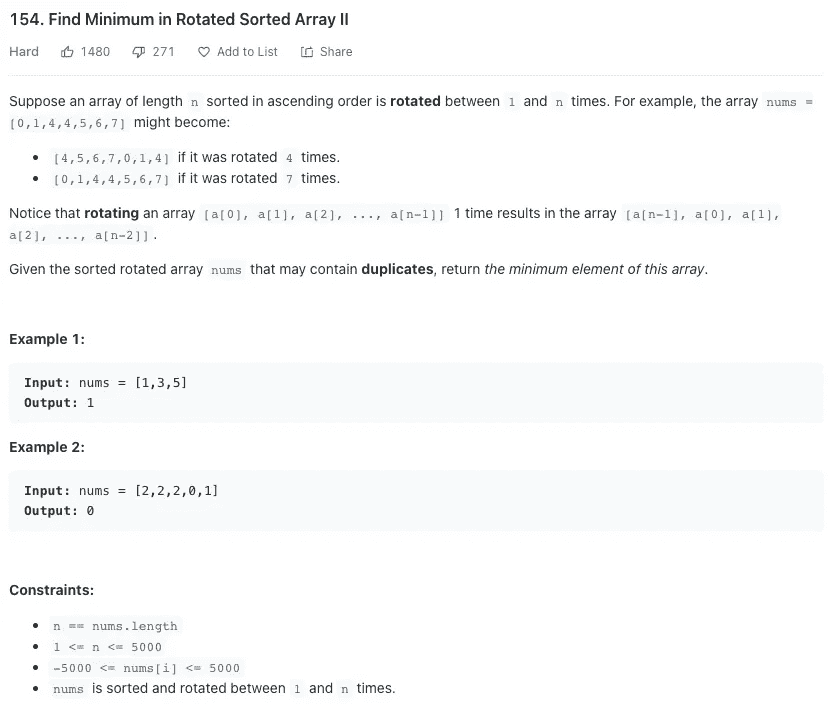 154. Find Minimum in Rotated Sorted Array II
Hard 1480 271 Add to List Share
Suppose an array of length n sorted in ascending order is rotated between 1 and n times. For example, the array nums =
[0,1,4,4,5,6,7] might become:
• [4,5,6,7,0,1,4] if it was rotated 4 times.
• [0,1,4,4,5,6,7] if it was rotated 7 times.
Notice that rotating an array [a[0], a[1], a[2], ..., a[n-1]] 1 time results in the array [a[n-1], a[0], a[1],
a[2], ..., a[n-2]].
Given the sorted rotated array nums that may contain duplicates, return the minimum element of this array.
Example 1:
Input: nums = [1,3,5]
Output: 1
Example 2:
Input: nums = [2,2,2,0,1]
Output: 0
Constraints:
• n == nums.length
• 1 <= n <= 5000
• -5000 <= nums[i] <= 5000
• nums is sorted and rotated between 1 and n times.